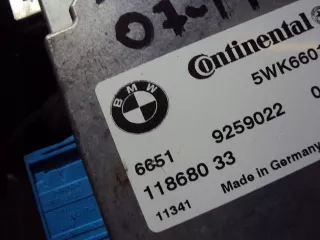 Continental
BMW
6651 9259022
118680 33
11341 Made in Germany